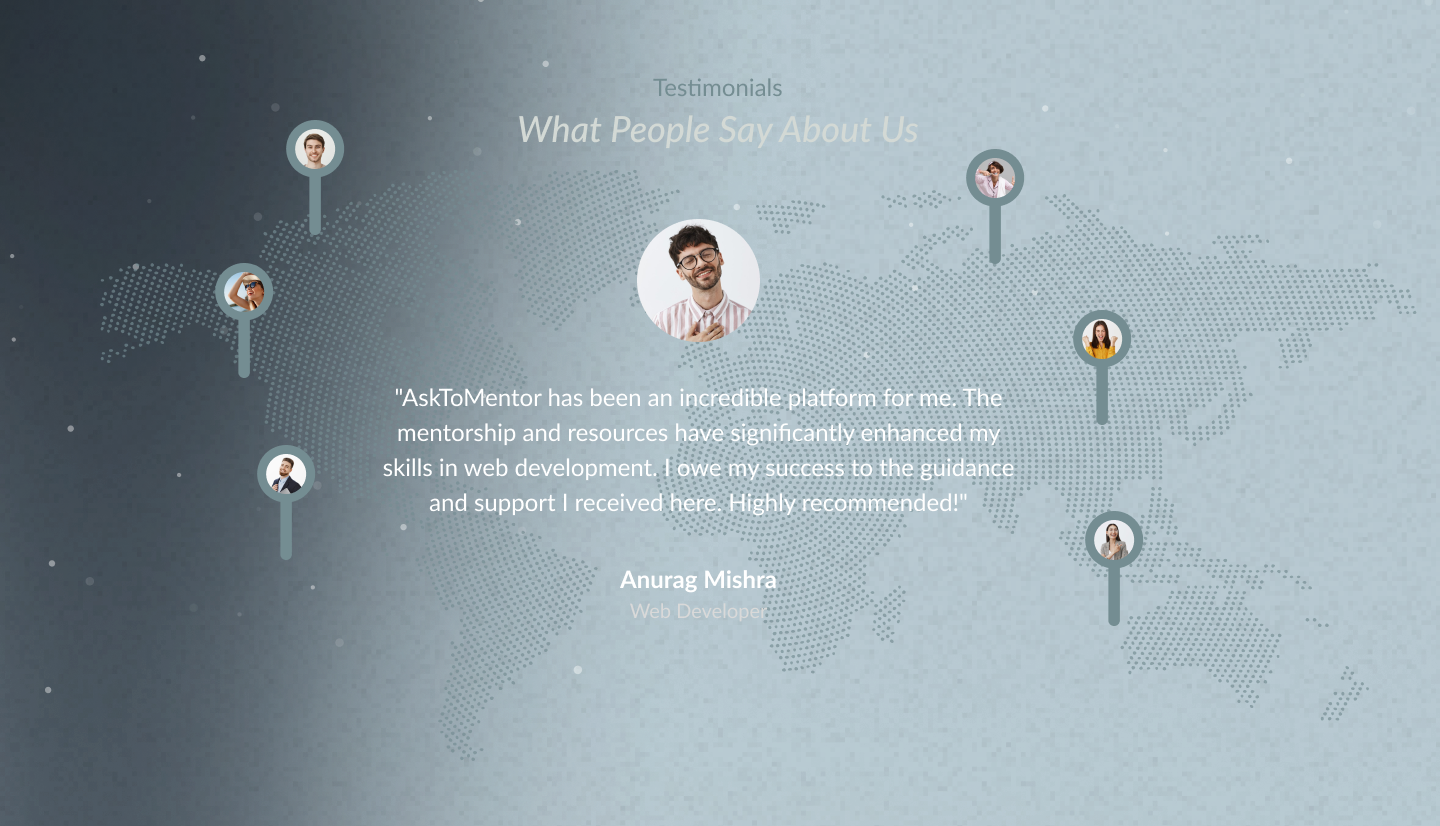 Testimonials
What People Say About Us
"AskToMentor has been an incredible platform for me. The
mentorship and resources have significantly enhanced my
skills in web development. I owe my success to the guidance
and support I received here. Highly recommended!"
Anurag Mishra
Web Developer